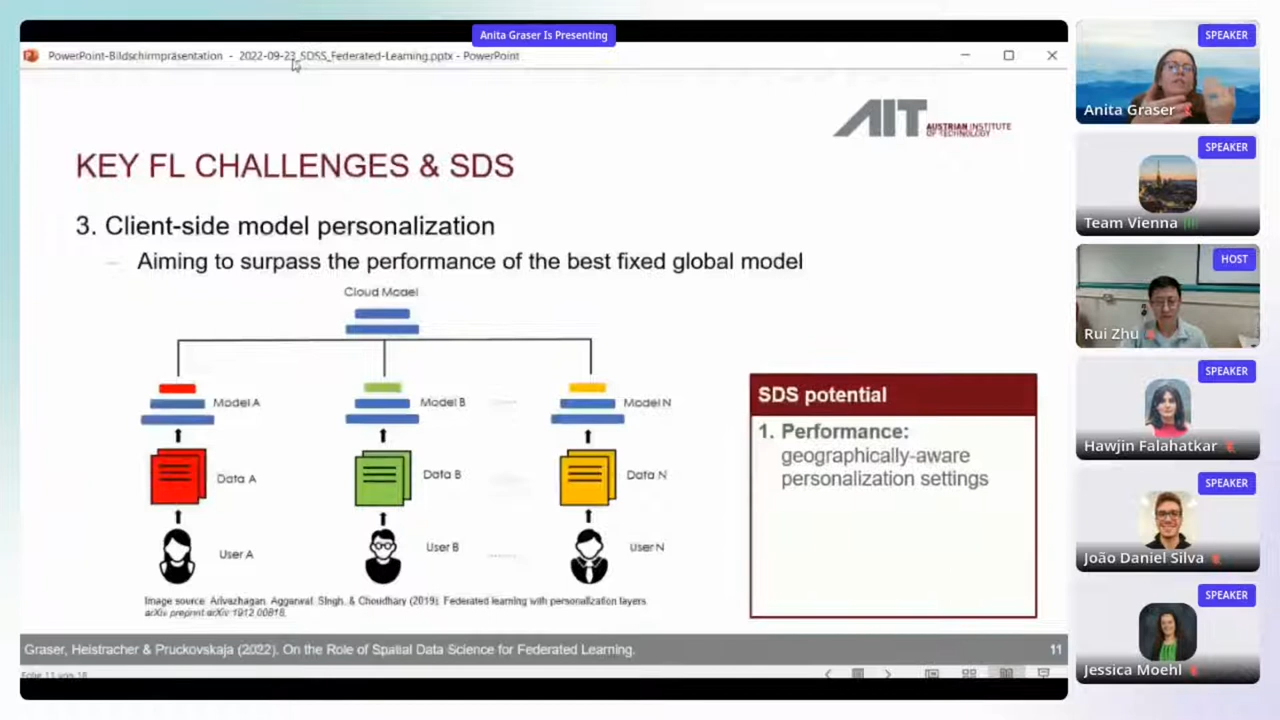 Anita Graser Is Presenting
PowerPoint-Bildschirmpräsentation - 2022-09-23_SDSS_Federated-Learning.pptx - PowerPoint
AIT AUSTRIAN INSTITUTE
OF TECHNOLOGY
KEY FL CHALLENGES & SDS
3. Client-side model personalization
Aiming to surpass the performance of the best fixed global model
Cloud Model
Model A
Model B
Model N
Data A
Data B
Data N
User A
User B
User N
Image source: Arivazhagan, Aggarwal, Singh, & Choudhary (2019). Federated learning with personalization layers.
arXiv preprint arXiv:1912.00818.
SDS potential
1. Performance:
geographically-aware
personalization settings
Graser, Heistracher & Pruckovskaja (2022). On the Role of Spatial Data Science for Federated Learning.
11
Folie 11 von 18
SPEAKER
Anita Graser
SPEAKER
Team Vienna
HOST
Rui Zhu
SPEAKER
Hawjin Falahatkar
SPEAKER
João Daniel Silva
SPEAKER
Jessica Moehl